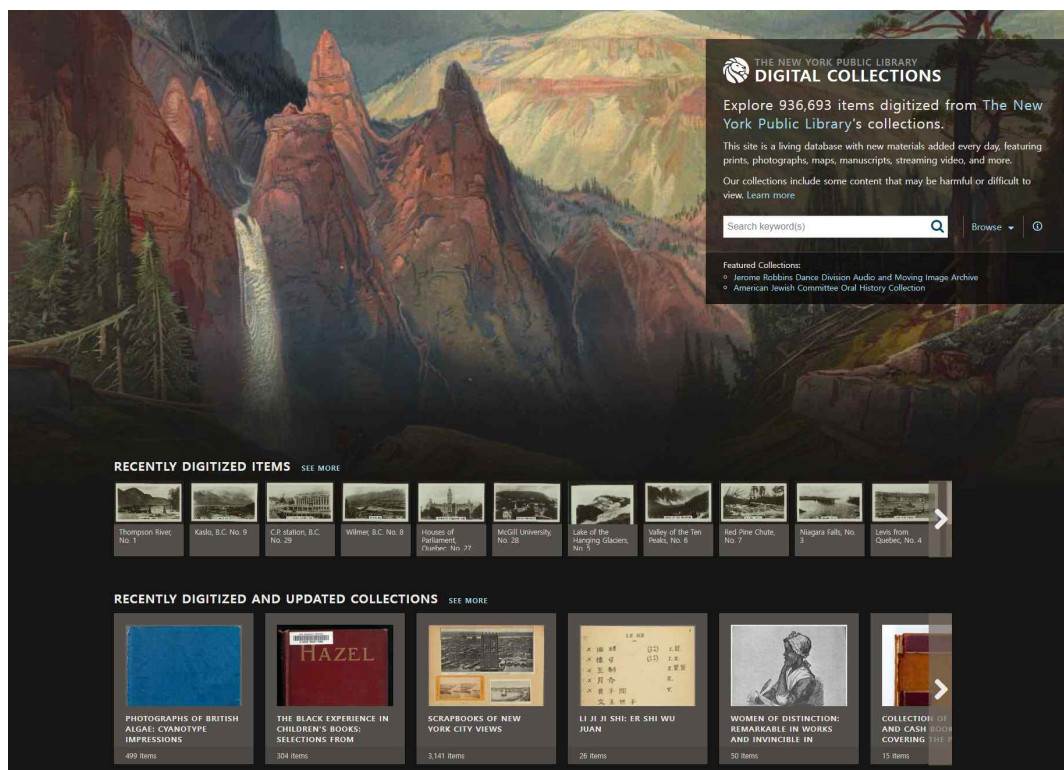 THE NEW YORK PUBLIC LIBRARY
DIGITAL COLLECTIONS
Explore 936,693 items digitized from The New
York Public Library's collections.
This site is a living database with new materials added every day, featuring
prints, photographs, maps, manuscripts, streaming video, and more.
Our collections include some content that may be harmful or difficult to
view. Learn more
Search keyword(s)
Browse
Featured Collections:
Jerome Robbins Dance Division Audio and Moving Image Archive
American Jewish Committee Oral History Collection
RECENTLY DIGITIZED ITEMS SEE MORE
Thompson River,
No. 1
Kaslo, B.C. No. 9
C.P. station, B.C.
No. 29
Wilmer, B.C. No. 8
Houses of
Parliament,
Quebec. No. 27
McGill University,
No. 28
Lake of the
Hanging Glaciers,
No. 5
Valley of the Ten
Peaks, No. 6
Red Pine Chute,
No. 7
Niagara Falls, No.
3
Levis from
Quebec, No. 4
RECENTLY DIGITIZED AND UPDATED COLLECTIONS SEE MORE
HAZEL
PHOTOGRAPHS OF BRITISH
ALGAE: CYANOTYPE
IMPRESSIONS
499 items
THE BLACK EXPERIENCE IN
CHILDREN'S BOOKS:
SELECTIONS FROM
304 items
SCRAPBOOKS OF NEW
YORK CITY VIEWS
3,141 items
LI JI JI SHI: ER SHI WU
JUAN
26 items
WOMEN OF DISTINCTION:
REMARKABLE IN WORKS
AND INVINCIBLE IN
50 items
COLLECTION OF
AND CASH BOOK
COVERING THE P
15 items